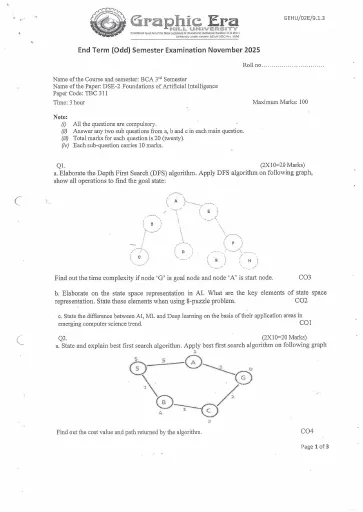 GEHU/02E/9.1.3
Graphic Era
HILL UNIVERSITY
End Term (Odd) Semester Examination November 2025
Roll no..............................
Name of the Course and semester: BCA 3rd Semester
Name of the Paper: DSE-2. Foundations of Artificial Intelligence
Paper Code: TBC 311
Time: 3 hour Maximum Marks: 100
Note:
(i) All the questions are compulsory.
(ii) Answer any two sub questions from a, b and c in each main question.
(iii) Total marks for each question is 20 (twenty).
(iv) Each sub-question carries 10 marks.
Q1. (2X10=20 Marks)
a. Elaborate the Depth First Search (DFS) algorithm. Apply DFS algorithm on following graph,
show all operations to find the goal state:
A
B
Find out the time complexity if node "G" is goal node and node "A" is start node. CO3
b. Elaborate on the state space representation in AI. What are the key elements of state space
representation. State these elements when using 8-puzzle problem. CO2
c. State the difference between AI, ML and Deep learning on the basis of their application areas in
emerging computer science trend. CO1
Q2. (2X10=20 Marks)
a. State and explain best first search algorithm. Apply best first search algorithm on following graph
5
S
5
A
G
B
4
C
Find out the cost value and path returned by the algorithm. CO4
Page 1 of 3